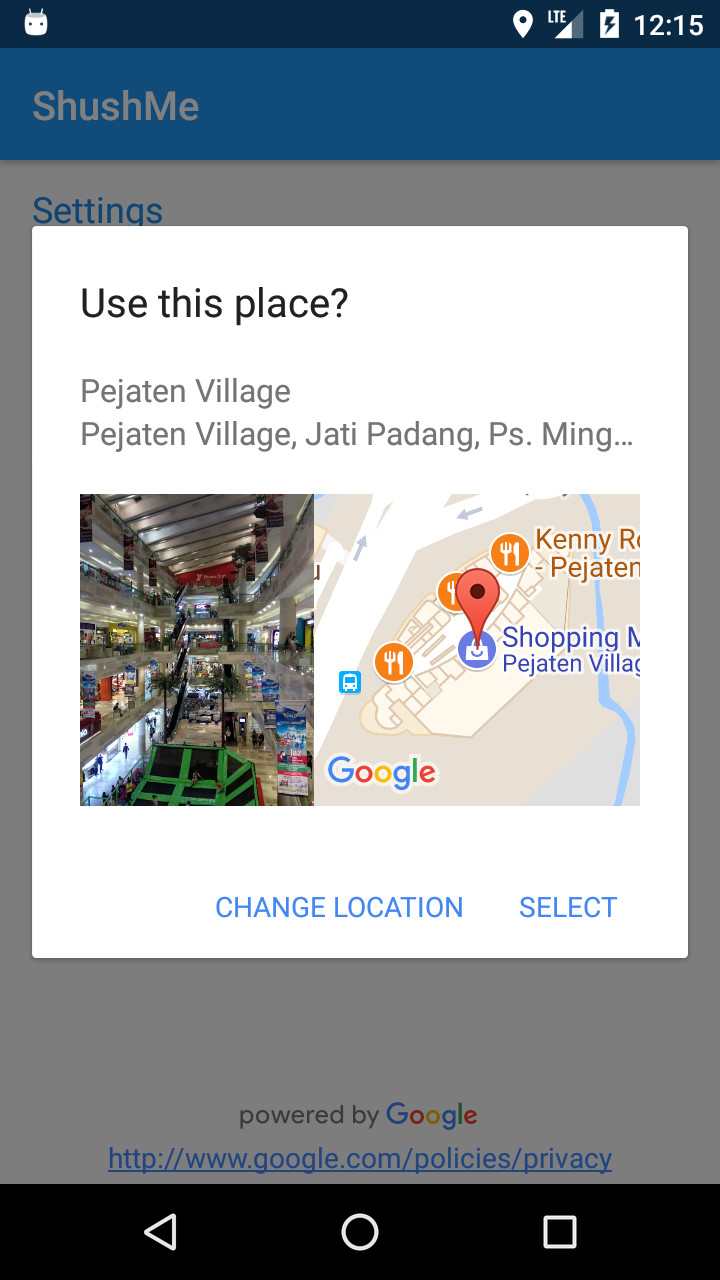 LTE 12:15
ShushMe
Settings
Use this place?
Pejaten Village
Pejaten Village, Jati Padang, Ps. Ming...
Kenny Ro
- Pejaten
Shopping M
Pejaten Villag
Google
CHANGE LOCATION SELECT
powered by Google
http://www.google.com/policies/privacy